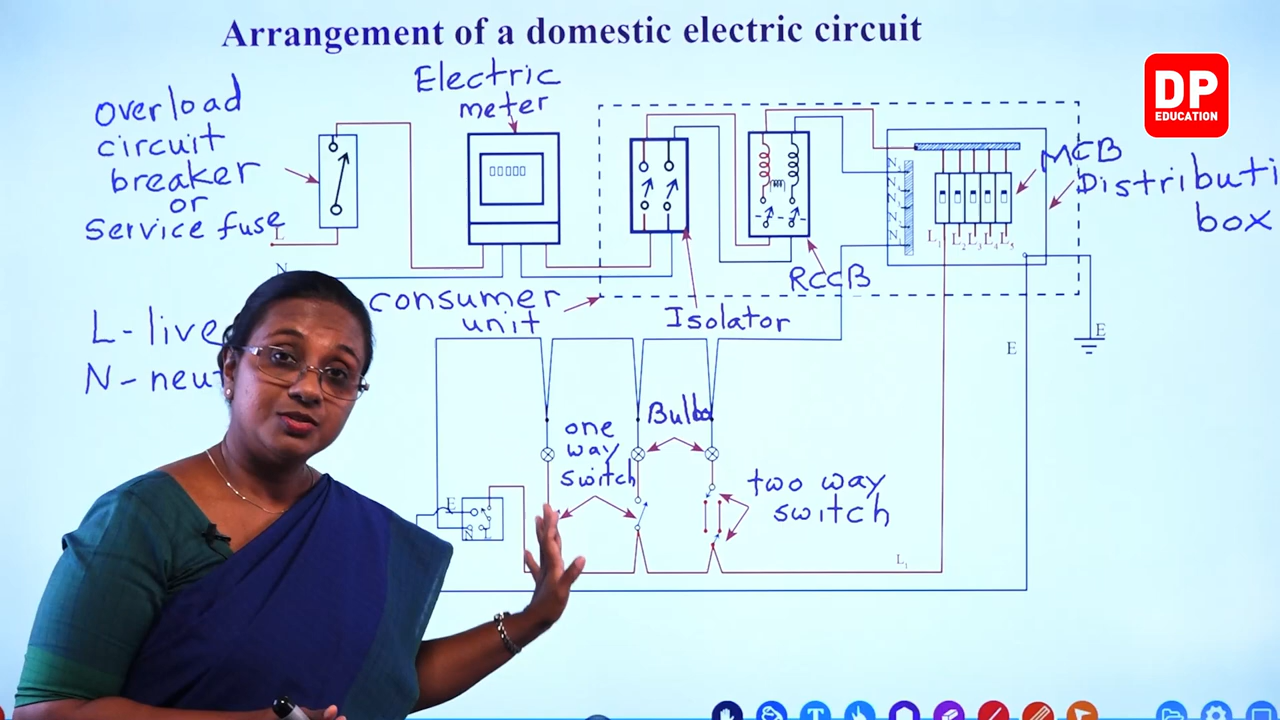 Arrangement of a domestic electric circuit
DP
EDUCATION
Overload
circuit
breaker
or
Service fuse
Electric
meter
MCB
Distributi
box
L
N
L-live
N-neut
consumer
unit
Isolator
RCCB
L₁ L₂ L₃ L₄ L₅
E
E
one
way
switch
Bulbs
two way
switch
E
N L
L₁